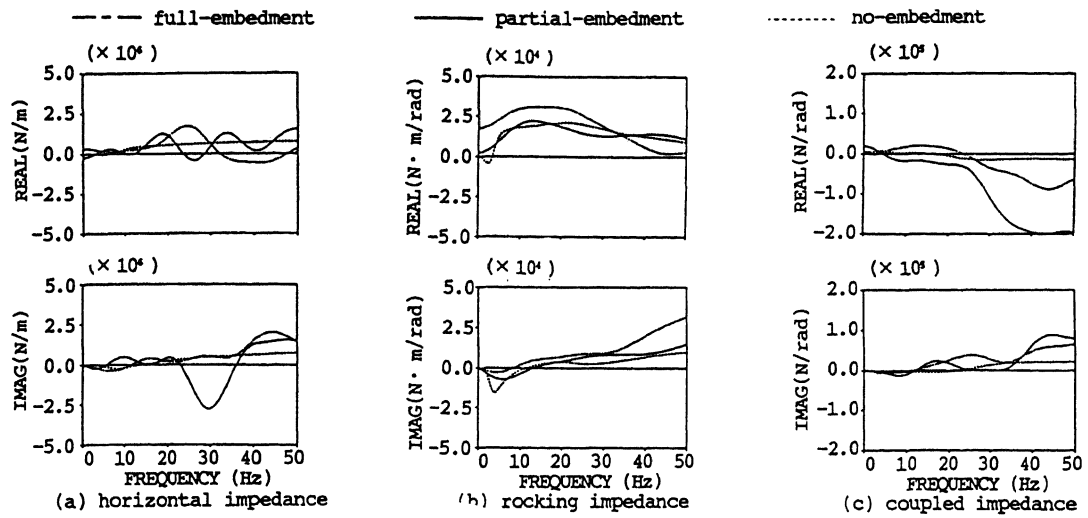 full-embedment partial-embedment no-embedment
(× 10⁶) (× 10⁴) (× 10⁵)
REAL(N/m)
5.0
2.5
0.0
−2.5
−5.0
REAL(N· m/rad)
5.0
2.5
0.0
−2.5
−5.0
REAL(N/rad)
2.0
1.0
0.0
−1.0
−2.0
(× 10⁶) (× 10⁴) (× 10⁵)
IMAG(N/m)
5.0
2.5
0.0
−2.5
−5.0
0 10 20 30 40 50
FREQUENCY (Hz)
(a) horizontal impedance
IMAG(N· m/rad)
5.0
2.5
0.0
−2.5
−5.0
0 10 20 30 40 50
FREQUENCY (Hz)
(b) rocking impedance
IMAG(N/rad)
2.0
1.0
0.0
−1.0
−2.0
0 10 20 30 40 50
FREQUENCY (Hz)
(c) coupled impedance